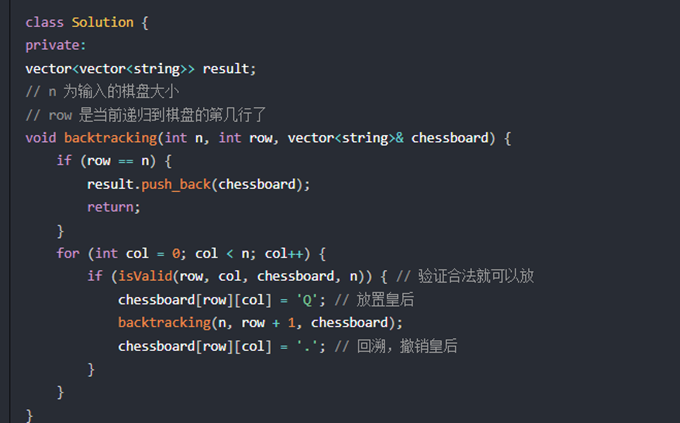 class Solution {
private:
vector<vector<string>> result;
// n 为输入的棋盘大小
// row 是当前递归到棋盘的第几行了
void backtracking(int n, int row, vector<string>& chessboard) {
    if (row == n) {
        result.push_back(chessboard);
        return;
    }
    for (int col = 0; col < n; col++) {
        if (isValid(row, col, chessboard, n)) { // 验证合法就可以放
            chessboard[row][col] = 'Q'; // 放置皇后
            backtracking(n, row + 1, chessboard);
            chessboard[row][col] = '.'; // 回溯，撤销皇后
        }
    }
}